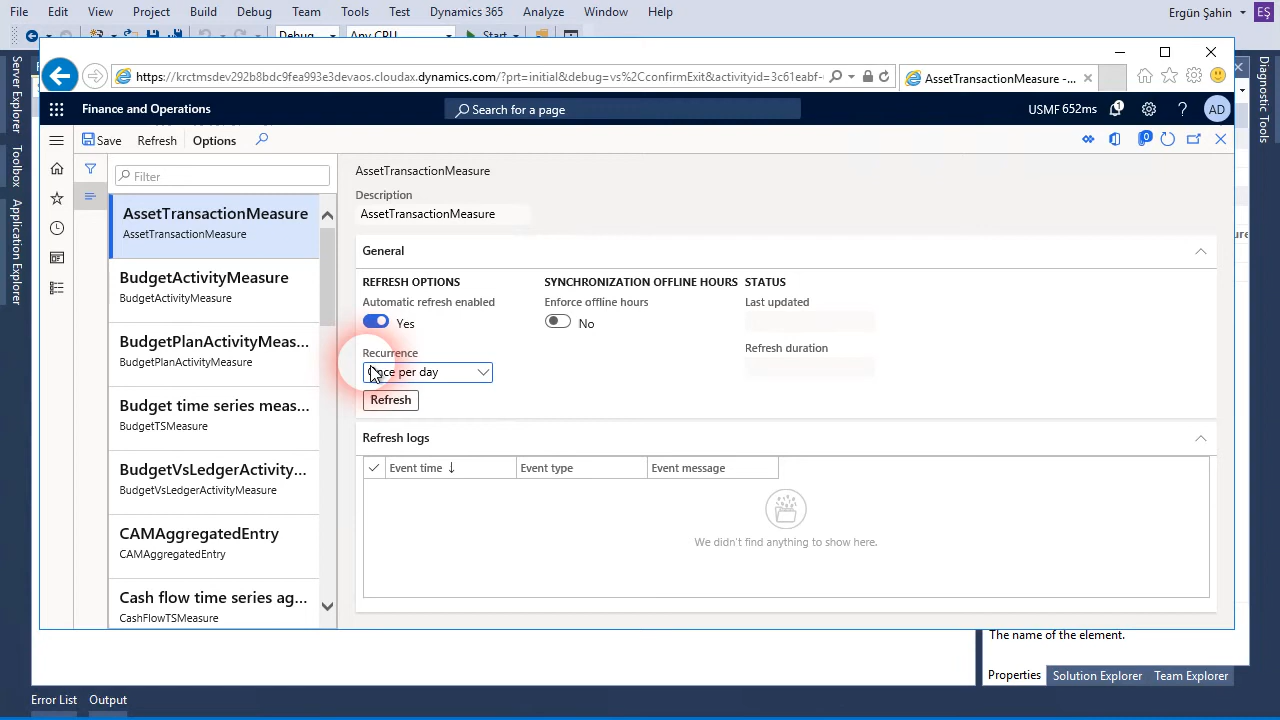 File Edit View Project Build Debug Team Tools Test Dynamics 365 Analyze Window Help Ergün Şahin EŞ
Debug Any CPU Start
https://krctmsdev292b8bdc9fea993e3devaos.cloudax.dynamics.com/?prt=initial&debug=vs%2CconfirmExit&
AssetTransactionMeasure -...
Finance and Operations Search for a page USMF 652ms 1 ? AD
Save Refresh Options 0
Server Explorer
Toolbox
Application Explorer
Diagnostic Tools
Filter
AssetTransactionMeasure
AssetTransactionMeasure
BudgetActivityMeasure
BudgetActivityMeasure
BudgetPlanActivityMeas...
BudgetPlanActivityMeasure
Budget time series meas...
BudgetTSMeasure
BudgetVsLedgerActivity...
BudgetVsLedgerActivityMeasure
CAMAggregatedEntry
CAMAggregatedEntry
Cash flow time series ag...
CashFlowTSMeasure
AssetTransactionMeasure
Description
AssetTransactionMeasure
General
REFRESH OPTIONS SYNCHRONIZATION OFFLINE HOURS STATUS
Automatic refresh enabled Enforce offline hours Last updated
Yes No
Recurrence Refresh duration
Once per day
Refresh
Refresh logs
Event time Event type Event message
We didn't find anything to show here.
The name of the element.
Properties Solution Explorer Team Explorer
Error List Output